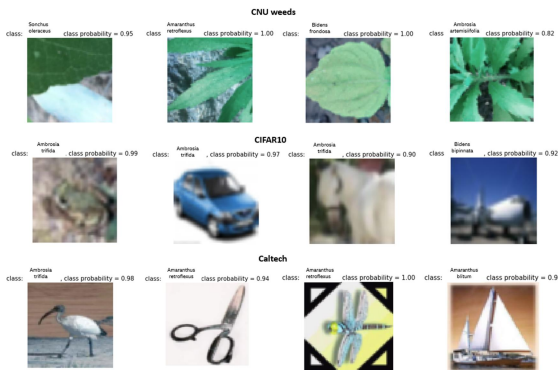 CNU weeds
class: Sonchus oleraceus class probability = 0.95
class: Amaranthus retroflexus class probability = 1.00
class Bidens frondosa class probability = 1.00
class Ambrosia artemisiifolia class probability = 0.82
CIFAR10
class: Ambrosia trifida , class probability = 0.99
class: Ambrosia trifida , class probability = 0.97
class: Ambrosia trifida , class probability = 0.90
class: Bidens bipinnata , class probability = 0.92
Caltech
class: Ambrosia trifida , class probability = 0.98
class: Amaranthus retroflexus class probability = 0.94
class: Amaranthus retroflexus class probability = 1.00
class: Amaranthus blitum class probability = 0.9